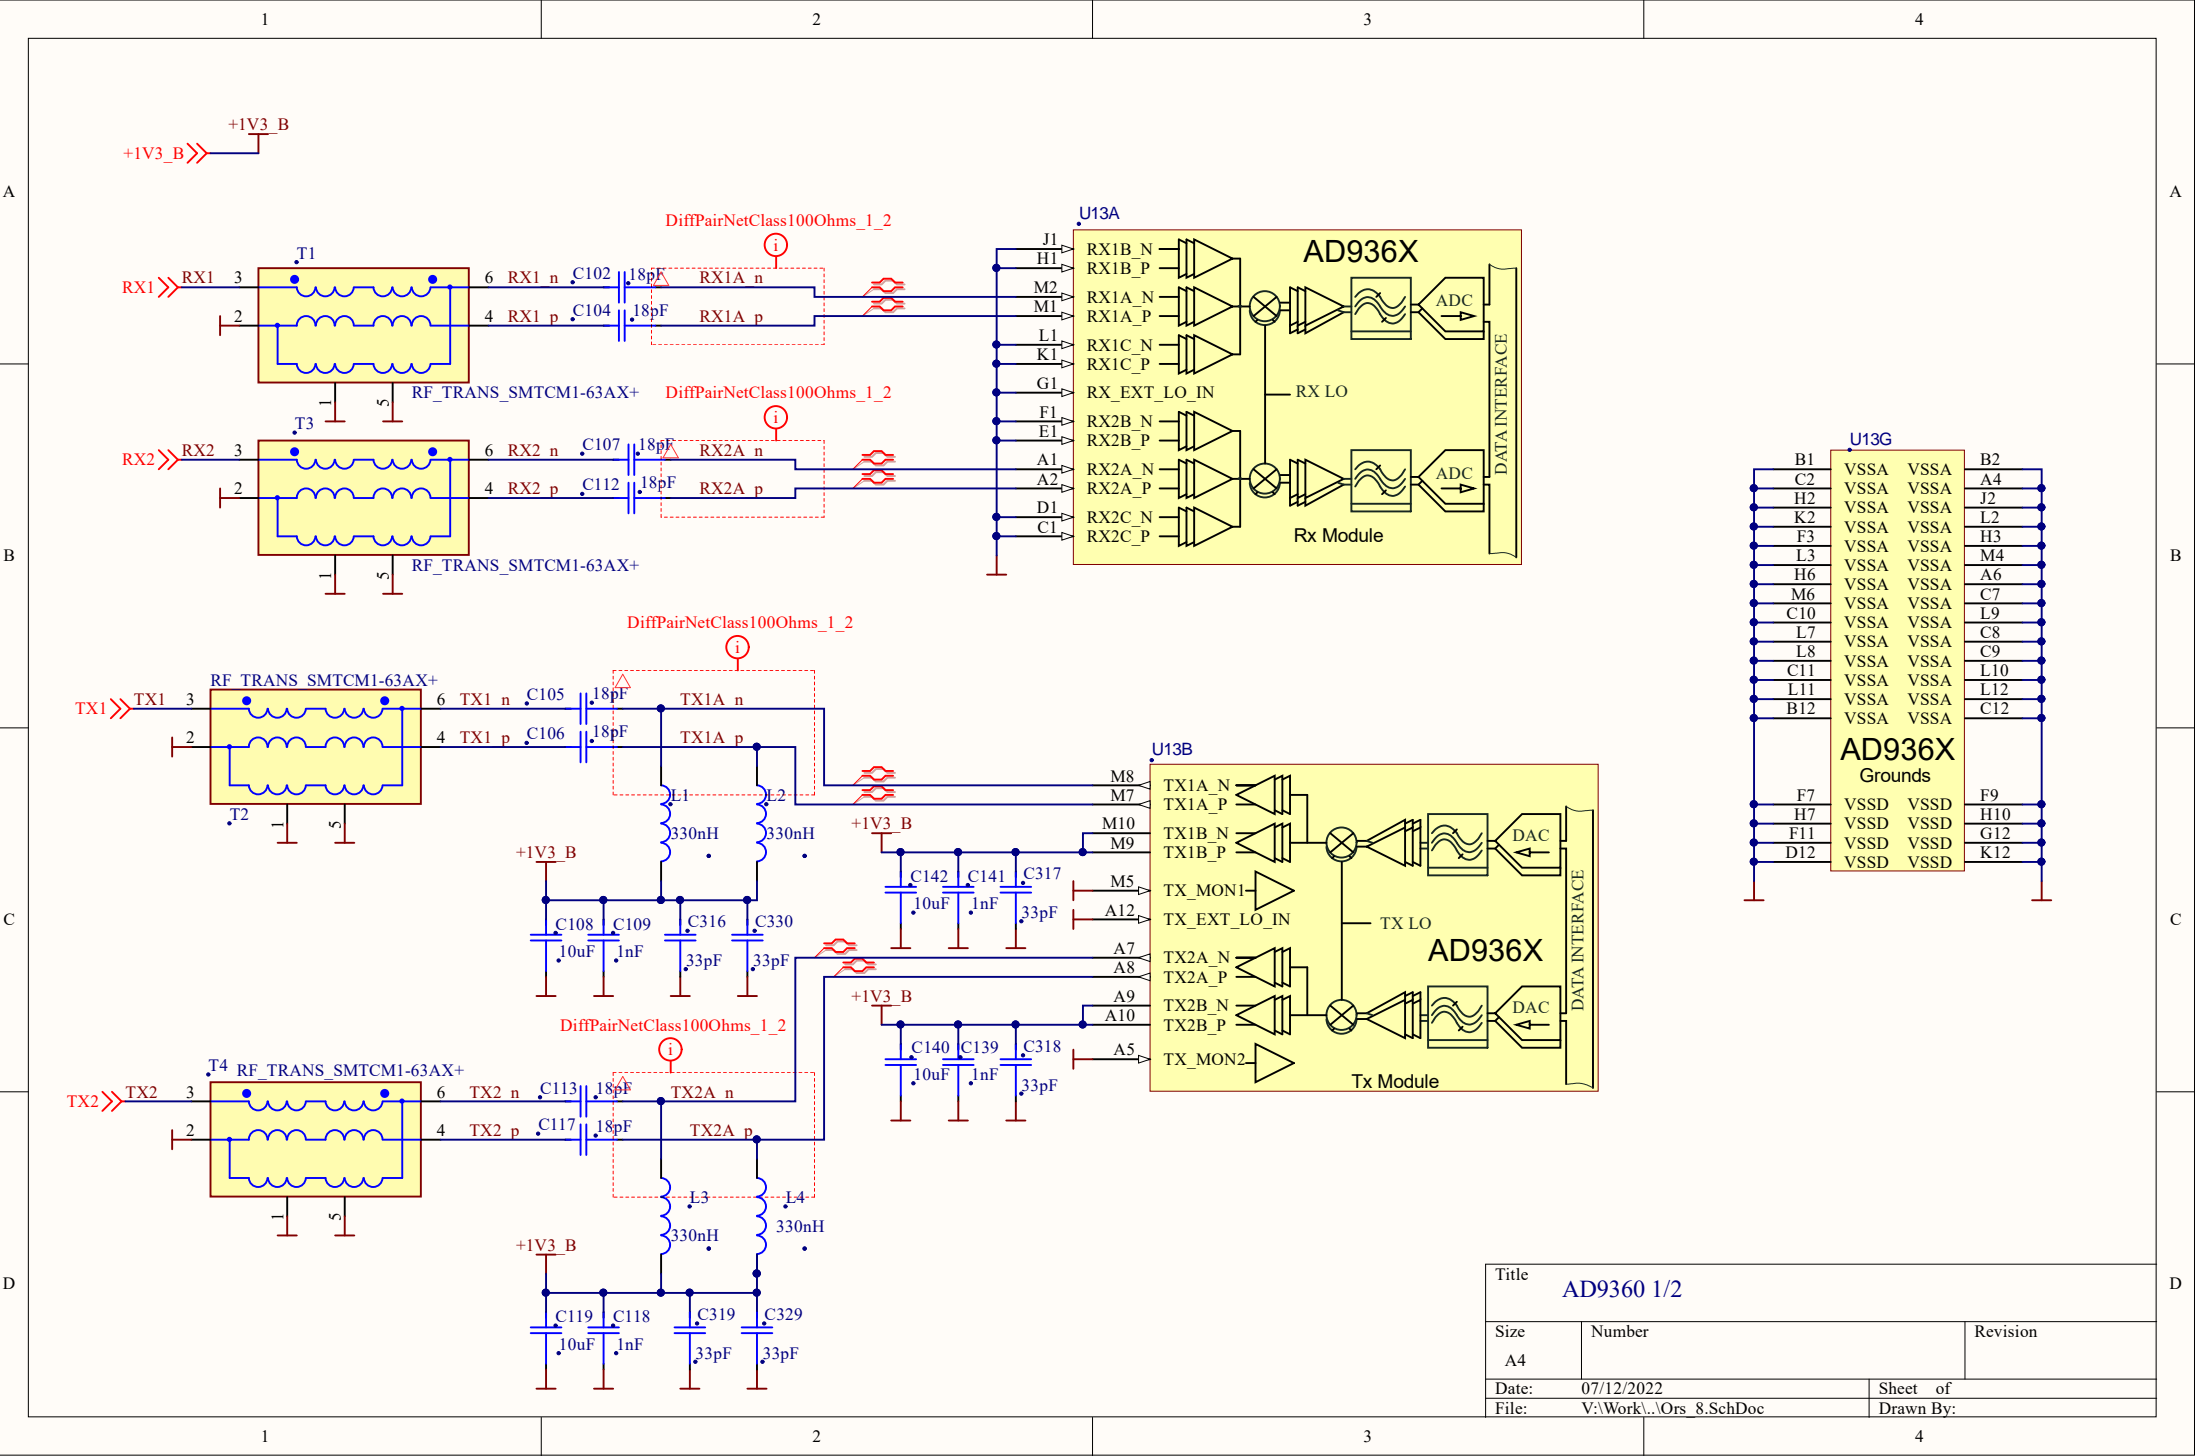 1 2 3 4
A A
B B
C C
D D
+1V3_B
+1V3_B
DiffPairNetClass100Ohms_1_2
i
T1
RX1 RX1 3 6 RX1_n C102 18pF RX1A_n
2 4 RX1_p C104 18pF RX1A_p
1 5
RF_TRANS_SMTCM1-63AX+
DiffPairNetClass100Ohms_1_2
i
T3
RX2 RX2 3 6 RX2_n C107 18pF RX2A_n
2 4 RX2_p C112 18pF RX2A_p
1 5
RF_TRANS_SMTCM1-63AX+
U13A
AD936X
J1 RX1B_N
H1 RX1B_P
M2 RX1A_N
M1 RX1A_P
L1 RX1C_N
K1 RX1C_P
G1 RX_EXT_LO_IN
F1 RX2B_N
E1 RX2B_P
A1 RX2A_N
A2 RX2A_P
D1 RX2C_N
C1 RX2C_P
ADC
RX LO
ADC
DATA INTERFACE
Rx Module
DiffPairNetClass100Ohms_1_2
i
RF_TRANS_SMTCM1-63AX+
TX1 TX1 3 6 TX1_n C105 18pF TX1A_n
2 4 TX1_p C106 18pF TX1A_p
T2
1 5
L1 L2
330nH 330nH
+1V3_B
C108 C109 C316 C330
10uF 1nF 33pF 33pF
+1V3_B
C142 C141 C317
10uF 1nF 33pF
+1V3_B
C140 C139 C318
10uF 1nF 33pF
U13B
M8 TX1A_N
M7 TX1A_P
M10 TX1B_N
M9 TX1B_P
M5 TX_MON1
A12 TX_EXT_LO_IN
A7 TX2A_N
A8 TX2A_P
A9 TX2B_N
A10 TX2B_P
A5 TX_MON2
DAC
TX LO
AD936X
DAC
DATA INTERFACE
Tx Module
DiffPairNetClass100Ohms_1_2
i
T4 RF_TRANS_SMTCM1-63AX+
TX2 TX2 3 6 TX2_n C113 18pF TX2A_n
2 4 TX2_p C117 18pF TX2A_p
1 5
L3 L4
330nH 330nH
+1V3_B
C119 C118 C319 C329
10uF 1nF 33pF 33pF
U13G
B1 VSSA VSSA B2
C2 VSSA VSSA A4
H2 VSSA VSSA J2
K2 VSSA VSSA L2
F3 VSSA VSSA H3
L3 VSSA VSSA M4
H6 VSSA VSSA A6
M6 VSSA VSSA C7
C10 VSSA VSSA L9
L7 VSSA VSSA C8
L8 VSSA VSSA C9
C11 VSSA VSSA L10
L11 VSSA VSSA L12
B12 VSSA VSSA C12
AD936X
Grounds
F7 VSSD VSSD F9
H7 VSSD VSSD H10
F11 VSSD VSSD G12
D12 VSSD VSSD K12
Title
AD9360 1/2
Size Number Revision
A4
Date: 07/12/2022 Sheet of
File: V:\Work\..\Ors_8.SchDoc Drawn By:
1 2 3 4